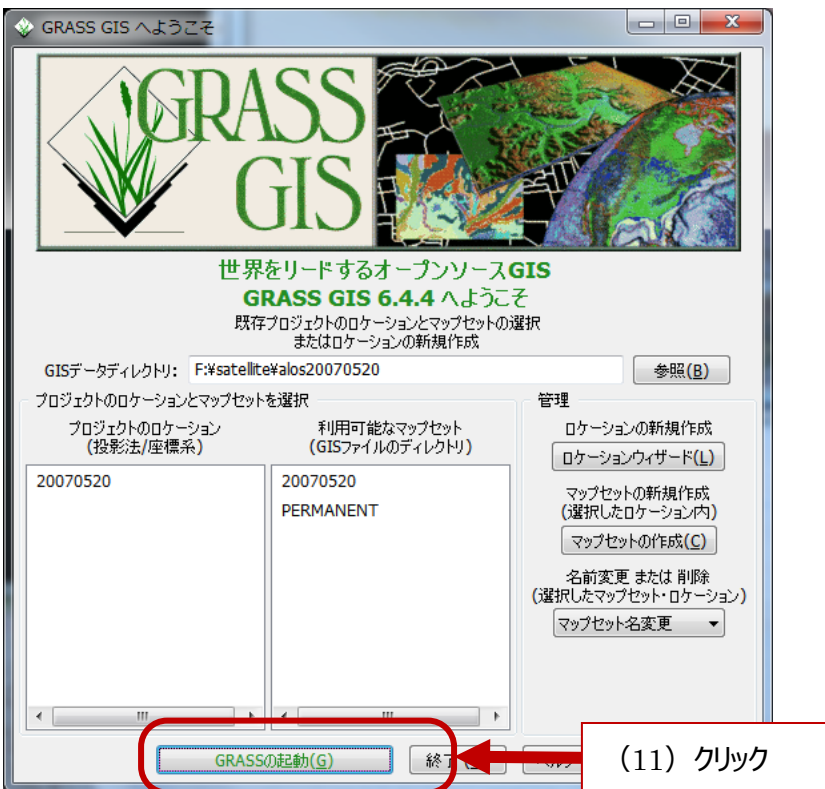 GRASS GIS へようこそ
GRASS
GIS
世界をリードするオープンソースGIS
GRASS GIS 6.4.4 へようこそ
既存プロジェクトのロケーションとマップセットの選択
またはロケーションの新規作成
GISデータディレクトリ: F:¥satellite¥alos20070520 参照(B)
プロジェクトのロケーションとマップセットを選択
プロジェクトのロケーション
(投影法/座標系)
20070520
利用可能なマップセット
(GISファイルのディレクトリ)
20070520
PERMANENT
管理
ロケーションの新規作成
ロケーションウィザード(L)
マップセットの新規作成
(選択したロケーション内)
マップセットの作成(C)
名前変更 または 削除
(選択したマップセット・ロケーション)
マップセット名変更
GRASSの起動(G)
(11) クリック